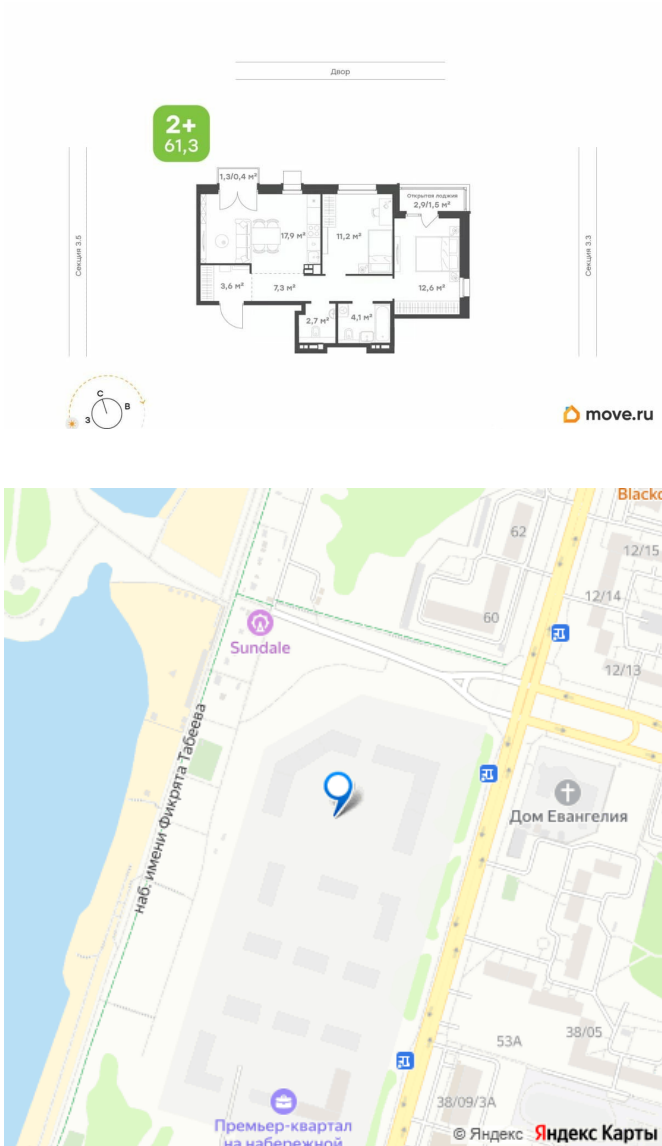 Двор
2+
61,3
1,3/0,4 м²
Открытая лоджия
2,9/1,5 м²
17,9 м²
11,2 м²
Секция 3.5
Секция 3.3
3,6 м²
7,3 м²
12,6 м²
2,7 м²
4,1 м²
С
В
З
move.ru
Blackc
62
12/15
12/14
60
Sundale
12/13
наб. имени Фикрята Табеева
Дом Евангелия
53А
38/05
38/09/3А
Премьер-квартал
на набережной
© Яндекс Яндекс Карты